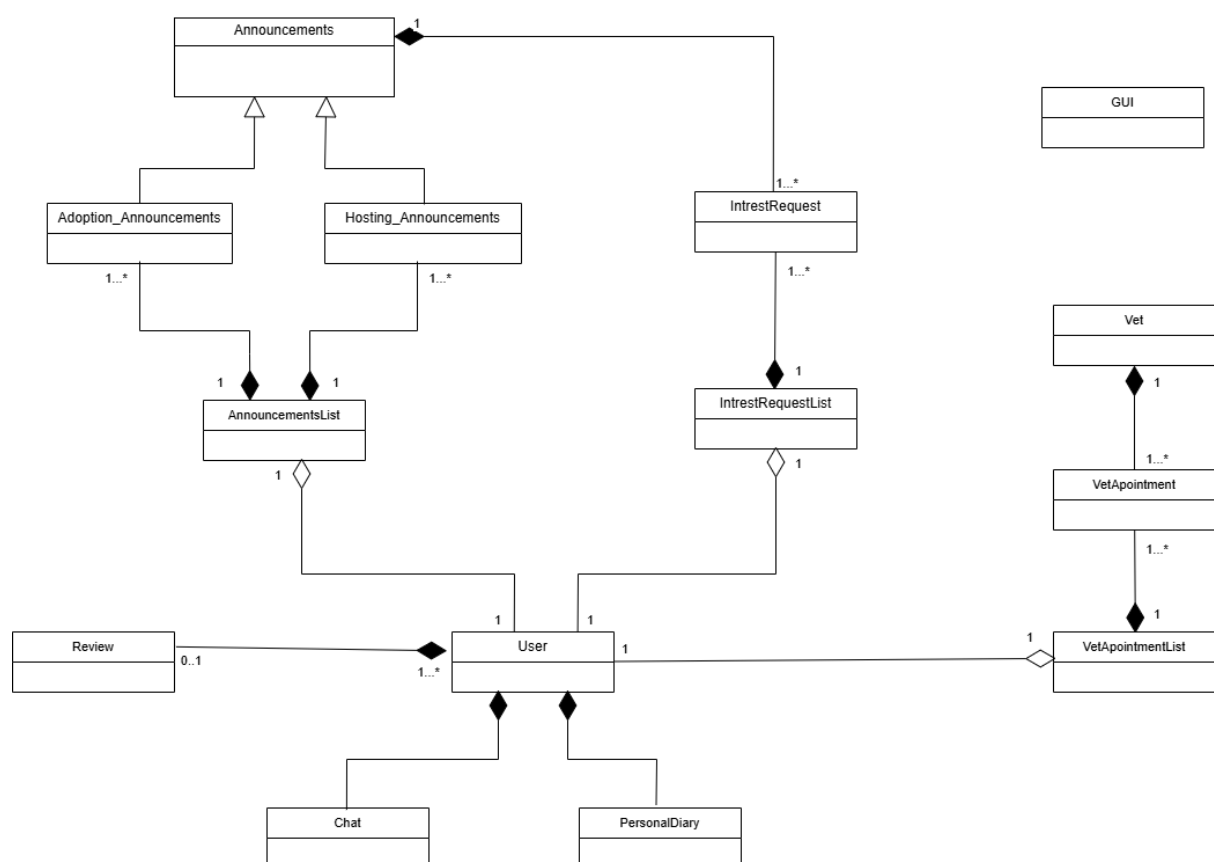 Announcements
1
GUI
Adoption_Announcements
Hosting_Announcements
1...*
IntrestRequest
1...*
1...*
1...*
Vet
1
1
1
1
AnnouncementsList
IntrestRequestList
1
1
1...*
VetApointment
1...*
1
1
1
Review
0..1
1...*
User
1
1
VetApointmentList
Chat
PersonalDiary